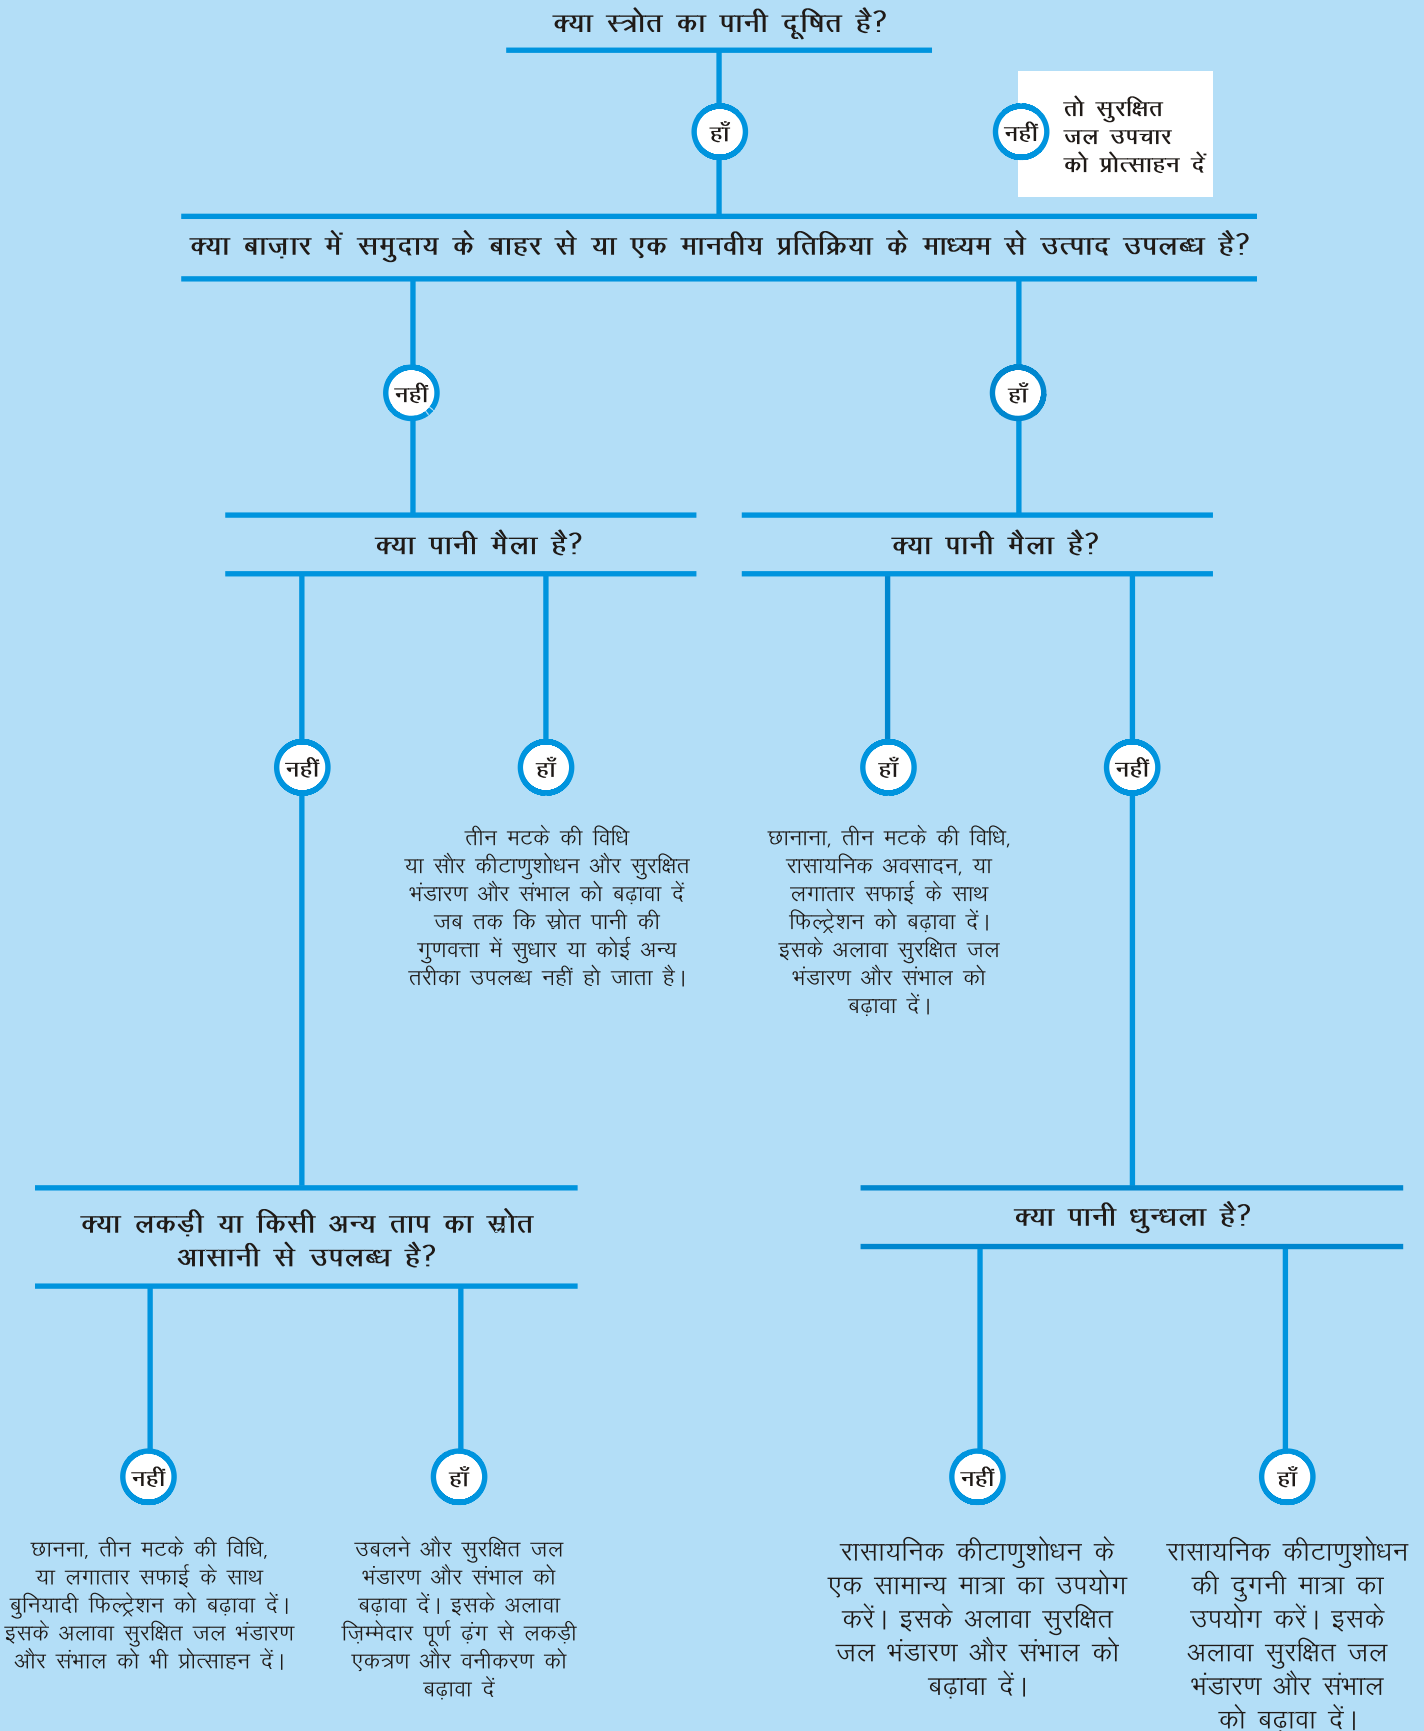 क्या स्त्रोत का पानी दूषित है?
हाँ
नहीं
तो सुरक्षित
जल उपचार
को प्रोत्साहन दें
क्या बाज़ार में समुदाय के बाहर से या एक मानवीय प्रतिक्रिया के माध्यम से उत्पाद उपलब्ध है?
नहीं
हाँ
क्या पानी मैला है?
क्या पानी मैला है?
नहीं
हाँ
हाँ
नहीं
तीन मटके की विधि
या सौर कीटाणुशोधन और सुरक्षित
भंडारण और संभाल को बढ़ावा दें
जब तक कि स्रोत पानी की
गुणवत्ता में सुधार या कोई अन्य
तरीका उपलब्ध नहीं हो जाता है।
छानाना, तीन मटके की विधि,
रासायनिक अवसादन, या
लगातार सफाई के साथ
फिल्ट्रेशन को बढ़ावा दें।
इसके अलावा सुरक्षित जल
भंडारण और संभाल को
बढ़ावा दें।
क्या लकड़ी या किसी अन्य ताप का स्रोत
आसानी से उपलब्ध है?
क्या पानी धुन्धला है?
नहीं
हाँ
नहीं
हाँ
छानना, तीन मटके की विधि,
या लगातार सफाई के साथ
बुनियादी फिल्ट्रेशन को बढ़ावा दें।
इसके अलावा सुरक्षित जल भंडारण
और संभाल को भी प्रोत्साहन दें।
उबलने और सुरक्षित जल
भंडारण और संभाल को
बढ़ावा दें। इसके अलावा
ज़िम्मेदार पूर्ण ढ़ंग से लकड़ी
एकत्रण और वनीकरण को
बढ़ावा दें
रासायनिक कीटाणुशोधन के
एक सामान्य मात्रा का उपयोग
करें। इसके अलावा सुरक्षित
जल भंडारण और संभाल को
बढ़ावा दें।
रासायनिक कीटाणुशोधन
की दुगनी मात्रा का
उपयोग करें। इसके
अलावा सुरक्षित जल
भंडारण और संभाल
को बढ़ावा दें।